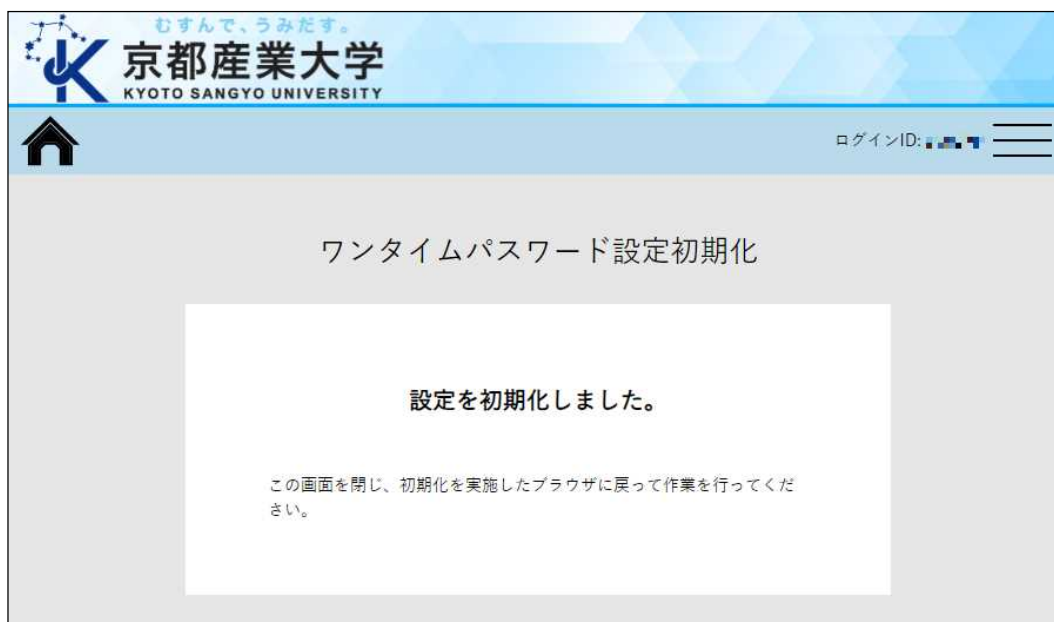 むすんで、うみだす。
京都産業大学
KYOTO SANGYO UNIVERSITY
ログインID:
ワンタイムパスワード設定初期化
設定を初期化しました。
この画面を閉じ、初期化を実施したブラウザに戻って作業を行ってくだ
さい。